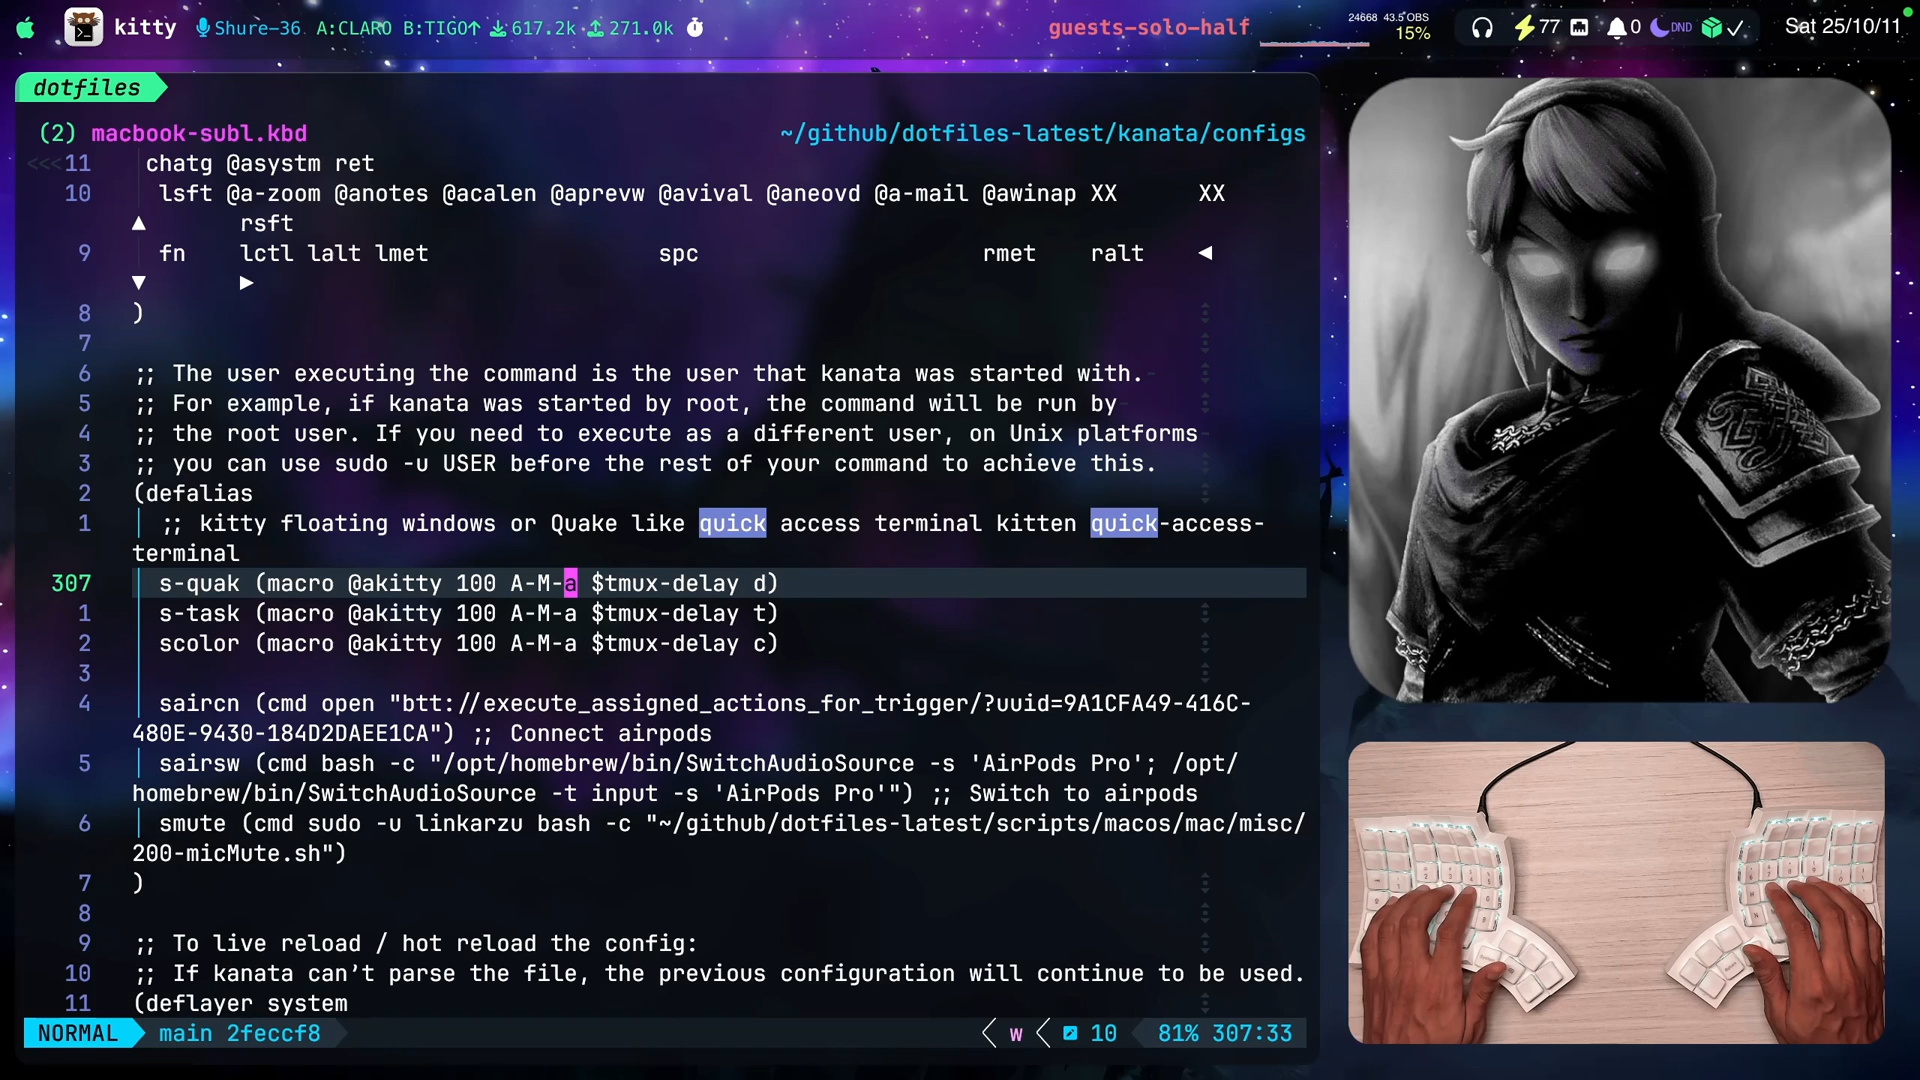 kitty Shure-36 A:CLARO B:TIGO↑ 617.2k 271.0k guests-solo-half 24668 43.5 OBS 15% 77 0 DND Sat 25/10/11
dotfiles
(2) macbook-subl.kbd ~/github/dotfiles-latest/kanata/configs
<<<11 chatg @asystm ret
10 lsft @a-zoom @anotes @acalen @aprevw @avival @aneovd @a-mail @awinap XX XX
▲ rsft
9 fn lctl lalt lmet spc rmet ralt ◀
▼ ▶
8 )
7
6 ;; The user executing the command is the user that kanata was started with.
5 ;; For example, if kanata was started by root, the command will be run by
4 ;; the root user. If you need to execute as a different user, on Unix platforms
3 ;; you can use sudo -u USER before the rest of your command to achieve this.
2 (defalias
1 ;; kitty floating windows or Quake like quick access terminal kitten quick-access-
terminal
307 s-quak (macro @akitty 100 A-M-a $tmux-delay d)
1 s-task (macro @akitty 100 A-M-a $tmux-delay t)
2 scolor (macro @akitty 100 A-M-a $tmux-delay c)
3
4 saircn (cmd open "btt://execute_assigned_actions_for_trigger/?uuid=9A1CFA49-416C-
480E-9430-184D2DAEE1CA") ;; Connect airpods
5 sairsw (cmd bash -c "/opt/homebrew/bin/SwitchAudioSource -s 'AirPods Pro'; /opt/
homebrew/bin/SwitchAudioSource -t input -s 'AirPods Pro'") ;; Switch to airpods
6 smute (cmd sudo -u linkarzu bash -c "~/github/dotfiles-latest/scripts/macos/mac/misc/
200-micMute.sh")
7 )
8
9 ;; To live reload / hot reload the config:
10 ;; If kanata can't parse the file, the previous configuration will continue to be used.
11 (deflayer system
NORMAL main 2feccf8 w 10 81% 307:33